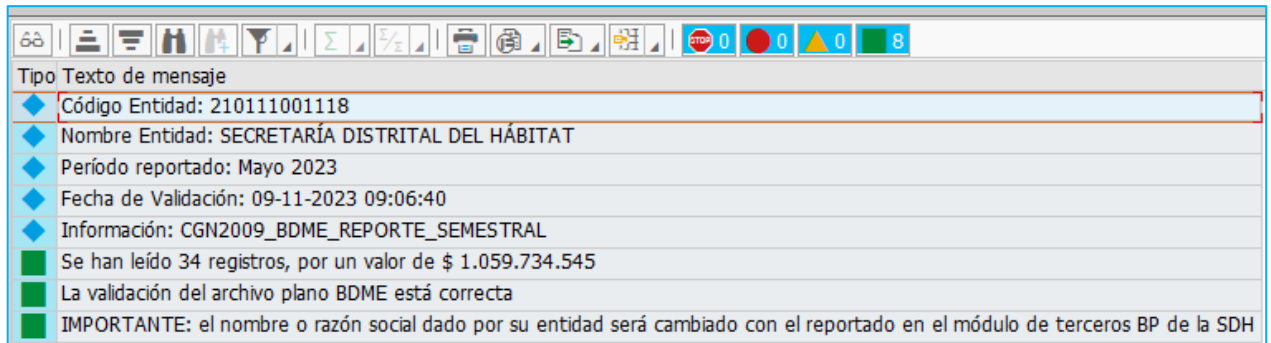 STOP 0 0 0 8
Tipo Texto de mensaje
Código Entidad: 210111001118
Nombre Entidad: SECRETARÍA DISTRITAL DEL HÁBITAT
Período reportado: Mayo 2023
Fecha de Validación: 09-11-2023 09:06:40
Información: CGN2009_BDME_REPORTE_SEMESTRAL
Se han leído 34 registros, por un valor de $ 1.059.734.545
La validación del archivo plano BDME está correcta
IMPORTANTE: el nombre o razón social dado por su entidad será cambiado con el reportado en el módulo de terceros BP de la SDH